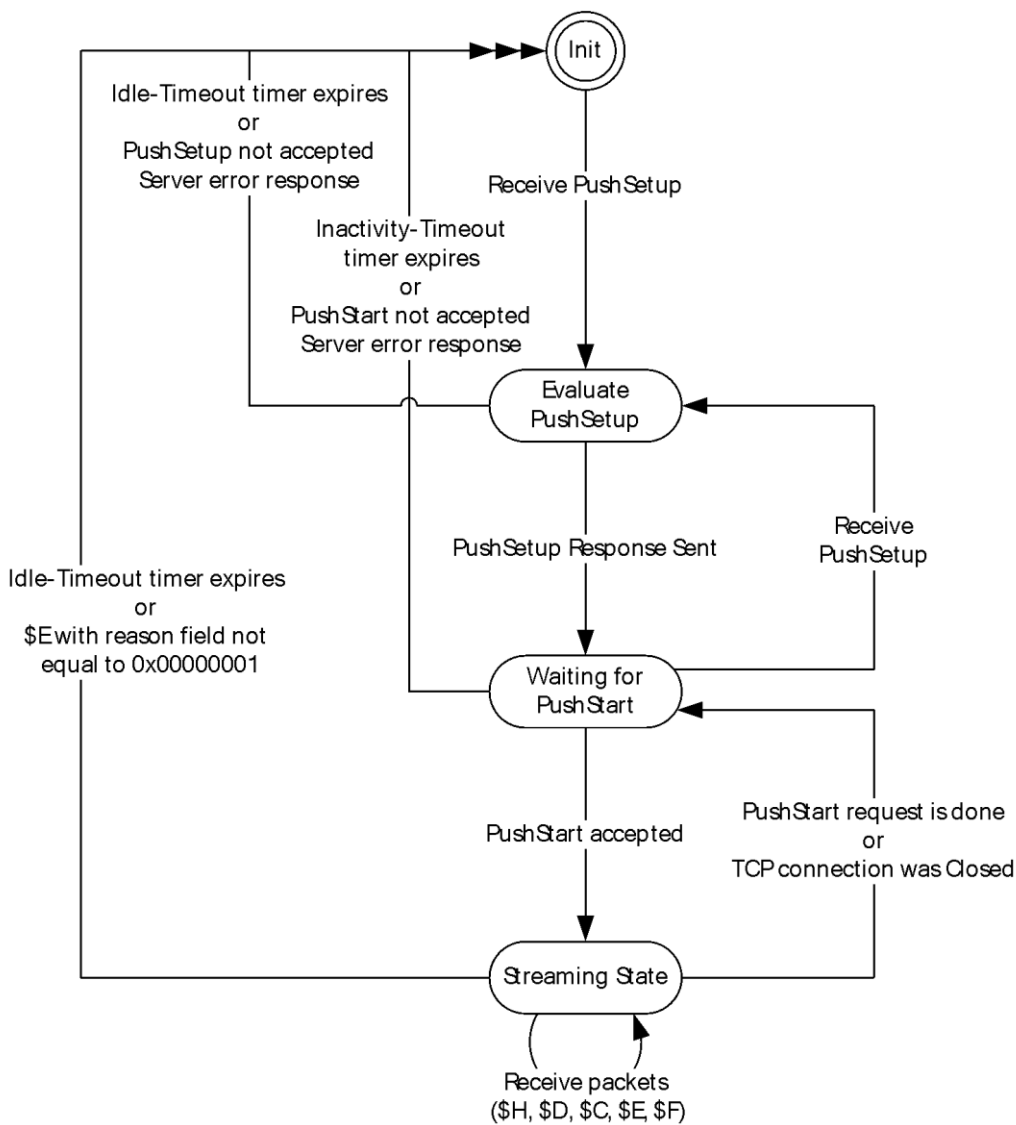 Init
Idle-Timeout timer expires
or
PushSetup not accepted
Server error response
Receive PushSetup
Inactivity-Timeout
timer expires
or
PushStart not accepted
Server error response
Evaluate
PushSetup
Receive
PushSetup
PushSetup Response Sent
Idle-Timeout timer expires
or
$E with reason field not
equal to 0x00000001
Waiting for
PushStart
PushStart request is done
or
TCP connection was Closed
PushStart accepted
Streaming State
Receive packets
($H, $D, $C, $E, $F)